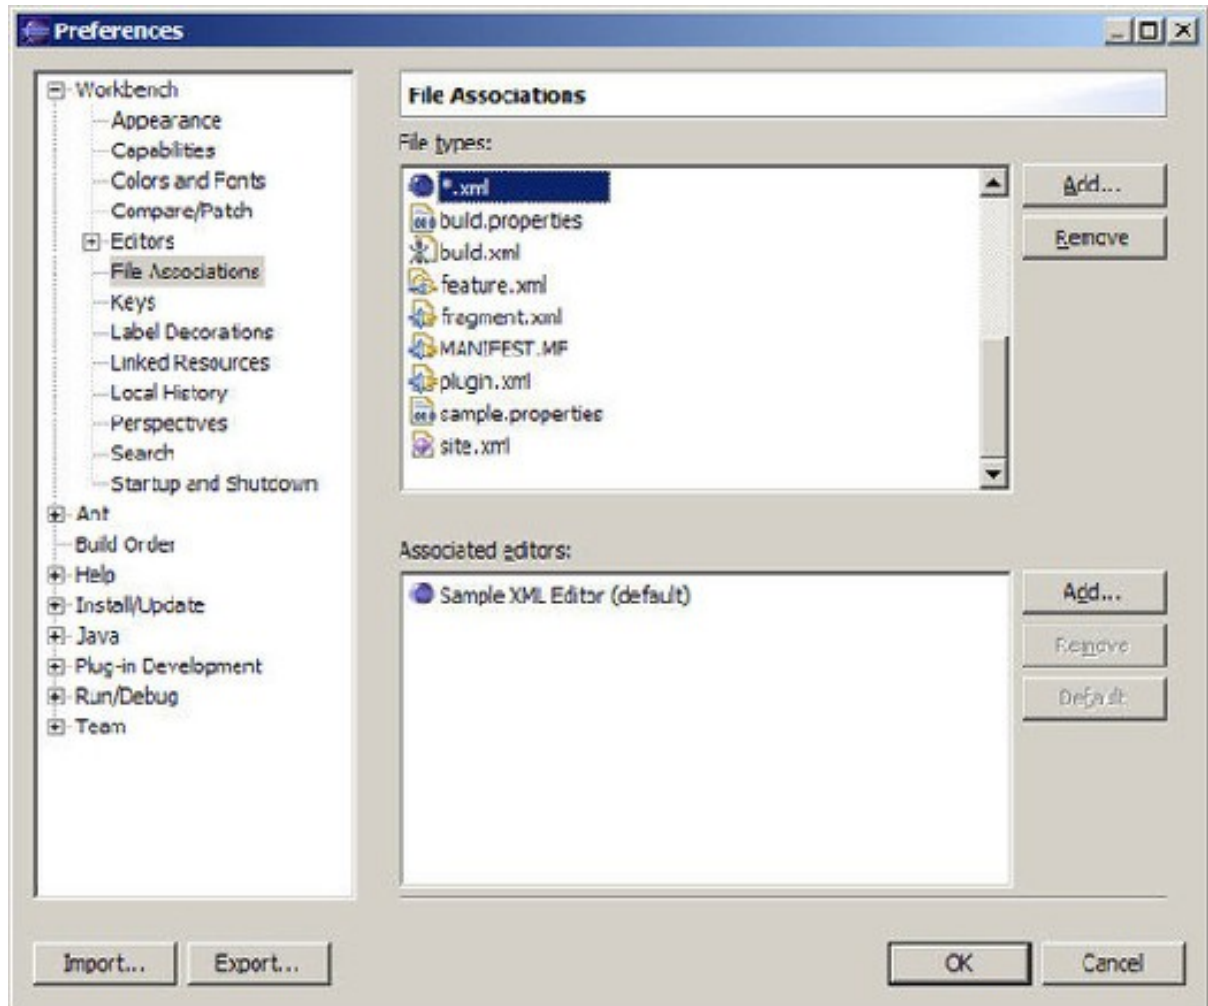 Preferences
Workbench
Appearance
Capabilities
Colors and Fonts
Compare/Patch
Editors
File Associations
Keys
Label Decorations
Linked Resources
Local History
Perspectives
Search
Startup and Shutdown
Ant
Build Order
Help
Install/Update
Java
Plug-in Development
Run/Debug
Team
File Associations
File types:
*.xml
build.properties
build.xml
feature.xml
fragment.xml
MANIFEST.MF
plugin.xml
sample.properties
site.xml
Add...
Remove
Associated editors:
Sample XML Editor (default)
Add...
Remove
Default
Import...
Export...
OK
Cancel